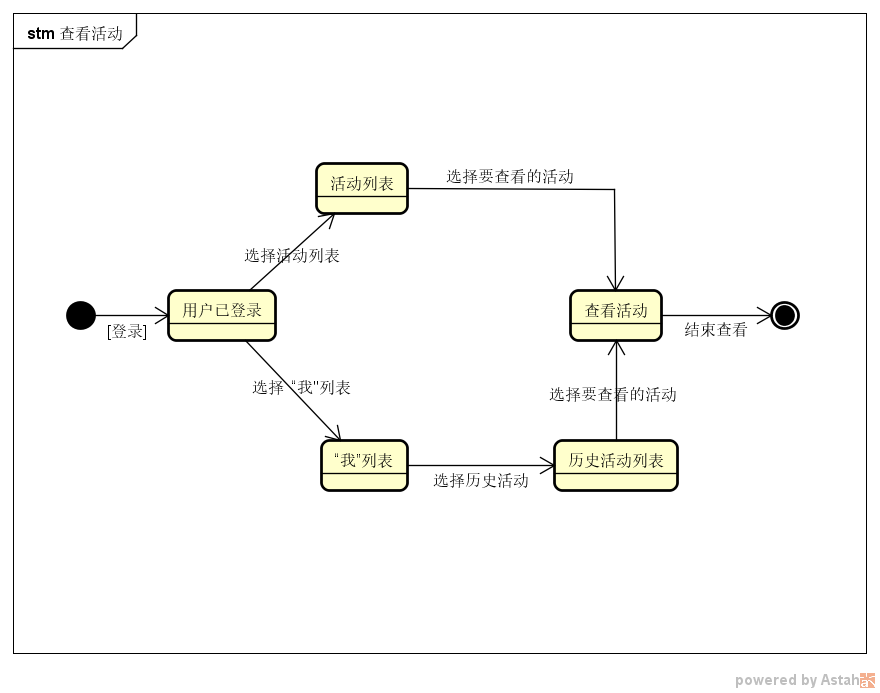 stm 查看活动
活动列表
选择要查看的活动
选择活动列表
用户已登录
查看活动
[登录]
结束查看
选择 “我"列表
选择要查看的活动
“我”列表
历史活动列表
选择历史活动
powered by Astah